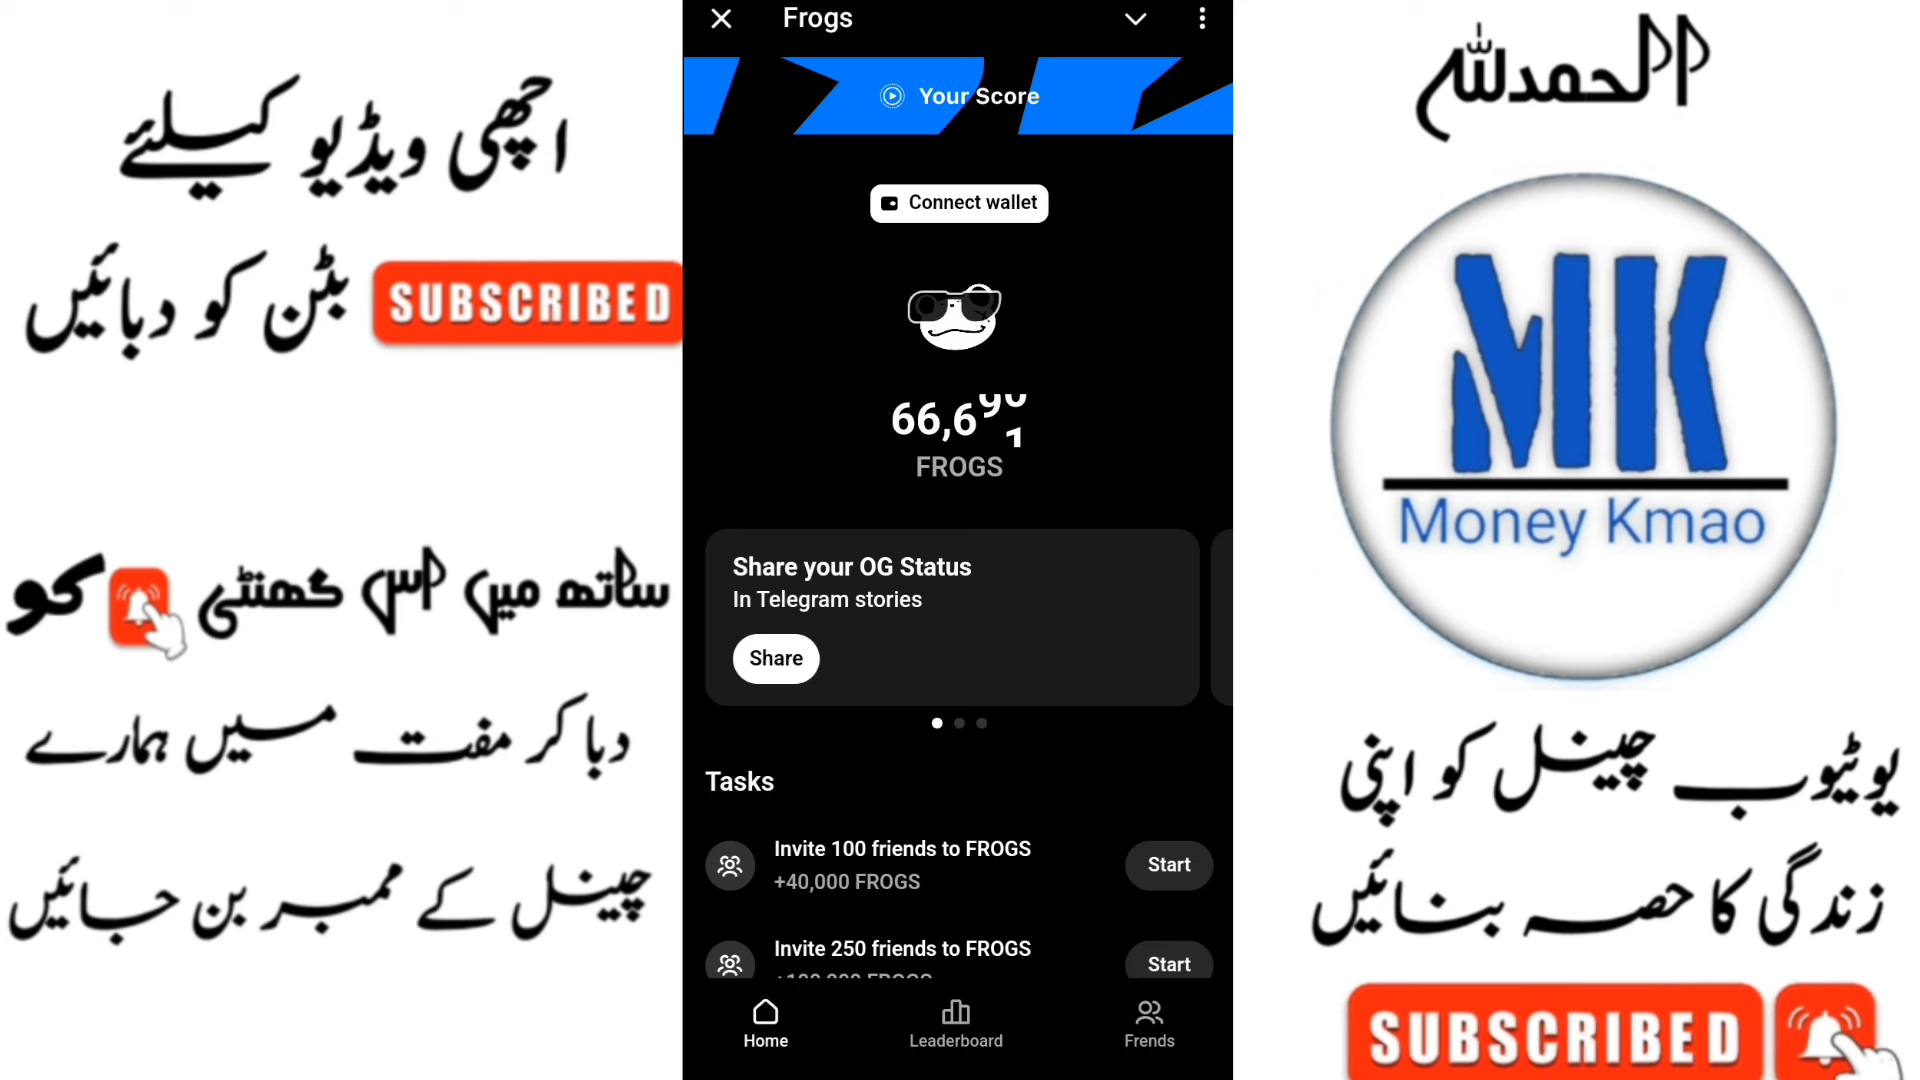 اچھی ویڈیو کیلئے
بٹن کو دبائیں SUBSCRIBED
ساتھ میں اس گھنٹی کو
دبا کر مفت میں ہمارے
چینل کے ممبر بن جائیں
Frogs
Your Score
Connect wallet
66,6
FROGS
Share your OG Status
In Telegram stories
Share
Tasks
Invite 100 friends to FROGS
+40,000 FROGS
Start
Invite 250 friends to FROGS
Start
Home
Leaderboard
Frends
الحمدللہ
MK
Money Kmao
یوٹیوب چینل کو اپنی
زندگی کا حصہ بنائیں
SUBSCRIBED